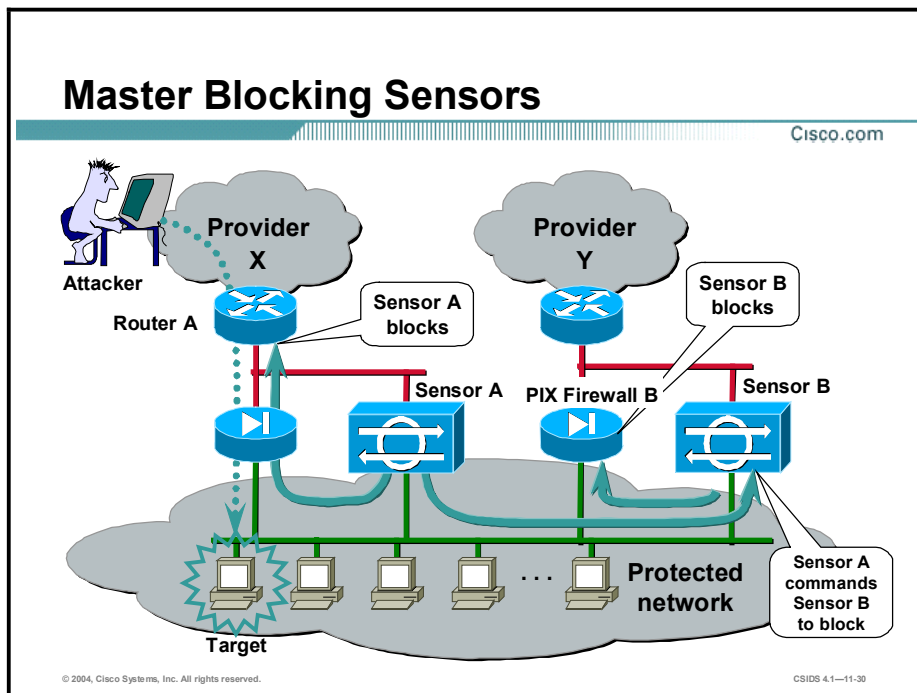 Master Blocking Sensors
Cisco.com
Attacker
Provider
X
Provider
Y
Router A
Sensor A
blocks
Sensor B
blocks
Sensor A
PIX Firewall B
Sensor B
...
Protected
network
Target
Sensor A
commands
Sensor B
to block
© 2004, Cisco Systems, Inc. All rights reserved.
CSIDS 4.1—11-30